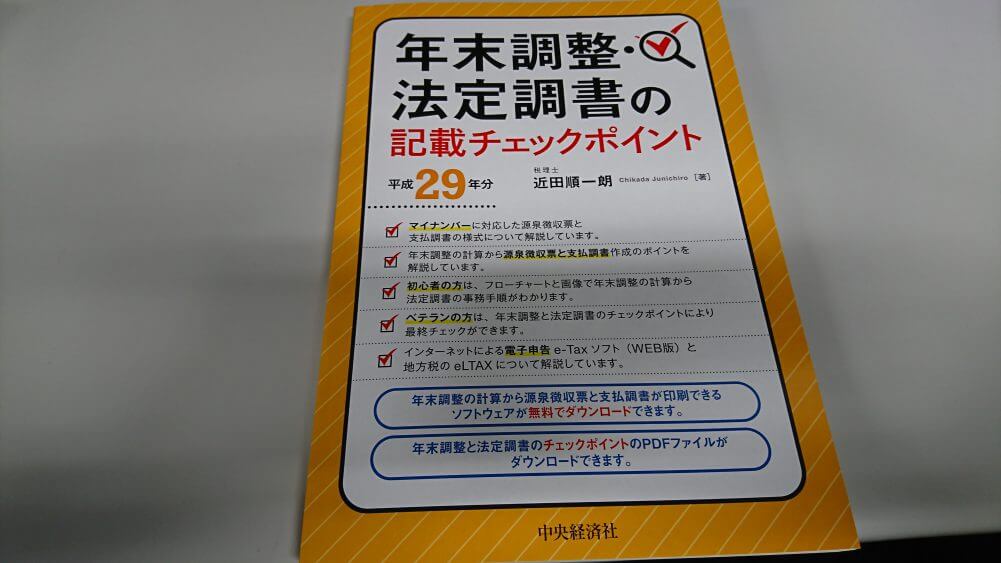 年末調整・
法定調書の
記載チェックポイント
平成29年分
税理士
近田順一朗 Chikada Junichiro [著]
マイナンバーに対応した源泉徴収票と
支払調書の様式について解説しています。
年末調整の計算から源泉徴収票と支払調書作成のポイントを
解説しています。
初心者の方は、フローチャートと画像で年末調整の計算から
法定調書の事務手順がわかります。
ベテランの方は、年末調整と法定調書のチェックポイントにより
最終チェックができます。
インターネットによる電子申告 e-Tax ソフト（WEB版）と
地方税の eLTAX について解説しています。
年末調整の計算から源泉徴収票と支払調書が印刷できる
ソフトウェアが無料でダウンロードできます。
年末調整と法定調書のチェックポイントのPDFファイルが
ダウンロードできます。
中央経済社